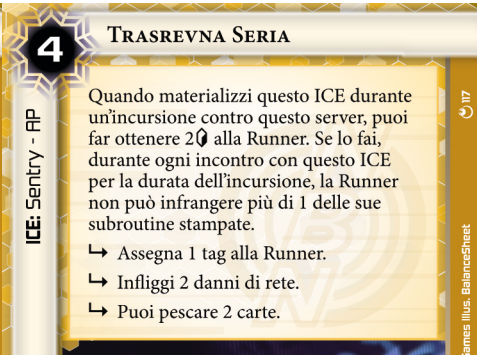 4
TRASREVNA SERIA
ICE: Sentry - AP
Quando materializzi questo ICE durante
un'incursione contro questo server, puoi
far ottenere 2 alla Runner. Se lo fai,
durante ogni incontro con questo ICE
per la durata dell'incursione, la Runner
non può infrangere più di 1 delle sue
subroutine stampate.
↳ Assegna 1 tag alla Runner.
↳ Infliggi 2 danni di rete.
↳ Puoi pescare 2 carte.
117
Games Illus. BalanceSheet